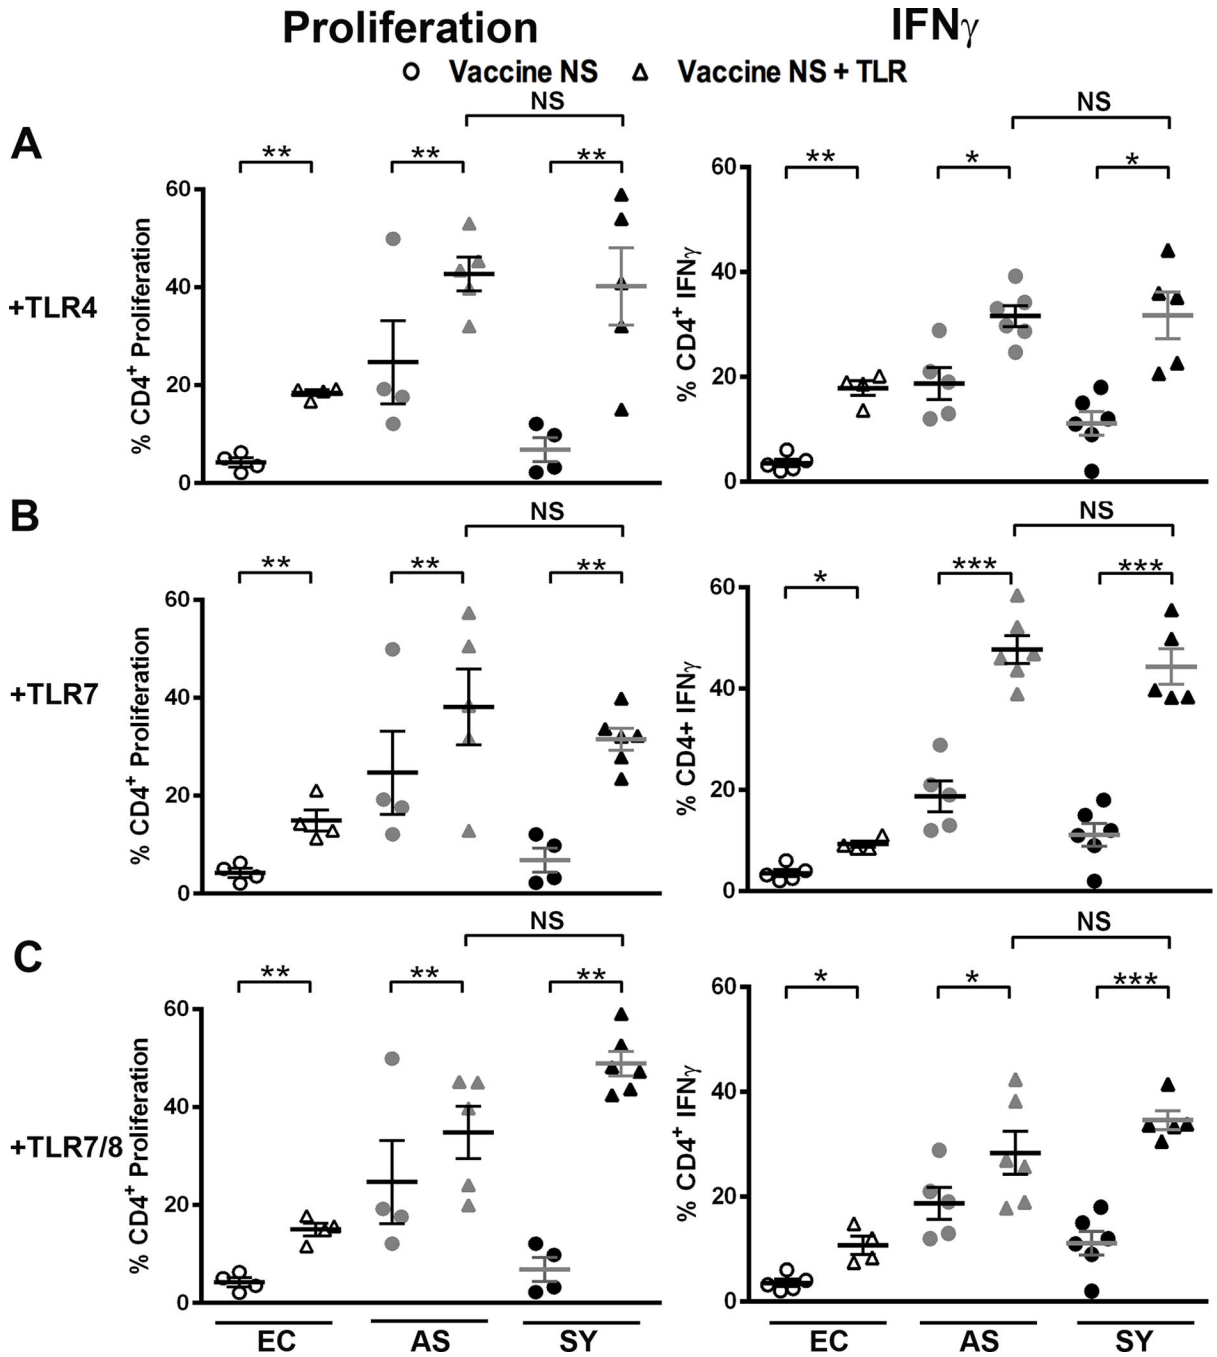 Proliferation IFNγ
Vaccine NS Vaccine NS + TLR
A
+TLR4
NS
** ** **
% CD4+ Proliferation
60
40
20
0
NS
** * *
% CD4+ IFNγ
60
40
20
0
B
+TLR7
NS
** ** **
% CD4+ Proliferation
60
40
20
0
NS
* *** ***
% CD4+ IFNγ
60
40
20
0
C
+TLR7/8
NS
** ** **
% CD4+ Proliferation
60
40
20
0
NS
* * ***
% CD4+ IFNγ
60
40
20
0
EC AS SY
EC AS SY